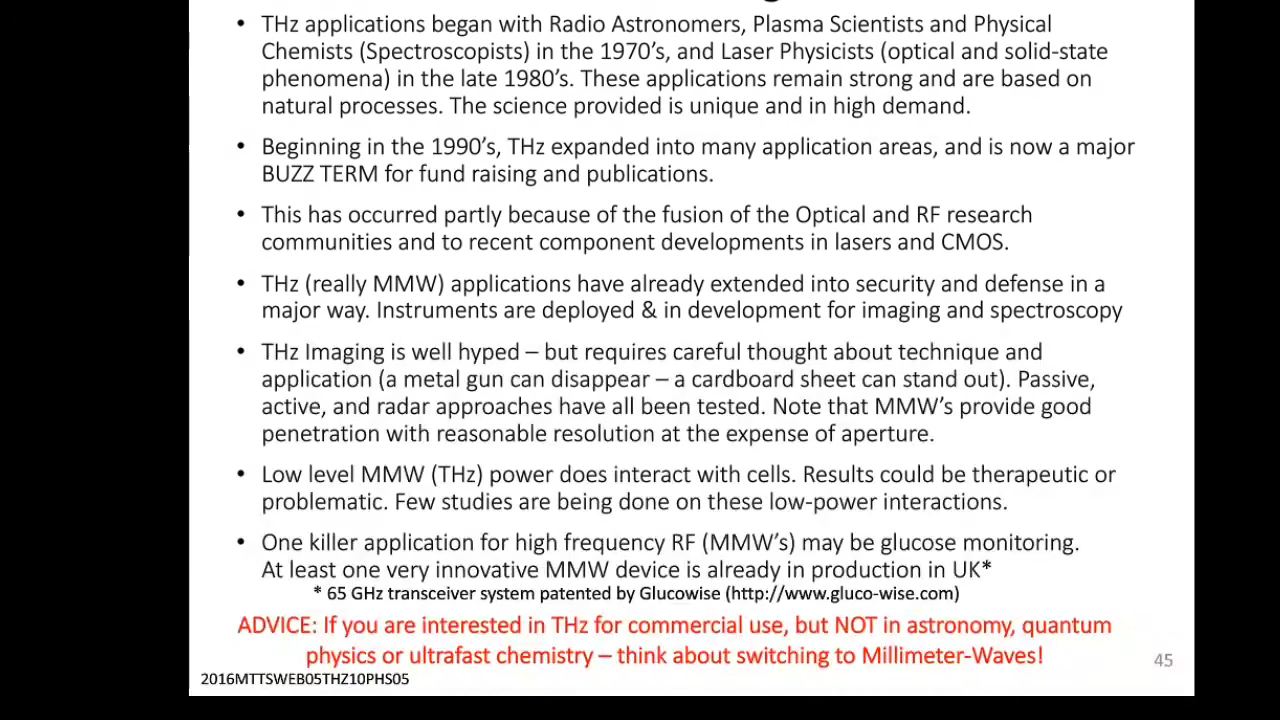 • THz applications began with Radio Astronomers, Plasma Scientists and Physical
Chemists (Spectroscopists) in the 1970’s, and Laser Physicists (optical and solid-state
phenomena) in the late 1980’s. These applications remain strong and are based on
natural processes. The science provided is unique and in high demand.
• Beginning in the 1990’s, THz expanded into many application areas, and is now a major
BUZZ TERM for fund raising and publications.
• This has occurred partly because of the fusion of the Optical and RF research
communities and to recent component developments in lasers and CMOS.
• THz (really MMW) applications have already extended into security and defense in a
major way. Instruments are deployed & in development for imaging and spectroscopy
• THz Imaging is well hyped – but requires careful thought about technique and
application (a metal gun can disappear – a cardboard sheet can stand out). Passive,
active, and radar approaches have all been tested. Note that MMW’s provide good
penetration with reasonable resolution at the expense of aperture.
• Low level MMW (THz) power does interact with cells. Results could be therapeutic or
problematic. Few studies are being done on these low-power interactions.
• One killer application for high frequency RF (MMW’s) may be glucose monitoring.
At least one very innovative MMW device is already in production in UK*
* 65 GHz transceiver system patented by Glucowise (http://www.gluco-wise.com)
ADVICE: If you are interested in THz for commercial use, but NOT in astronomy, quantum
physics or ultrafast chemistry – think about switching to Millimeter-Waves!
45
2016MTTSWEB05THZ10PHS05